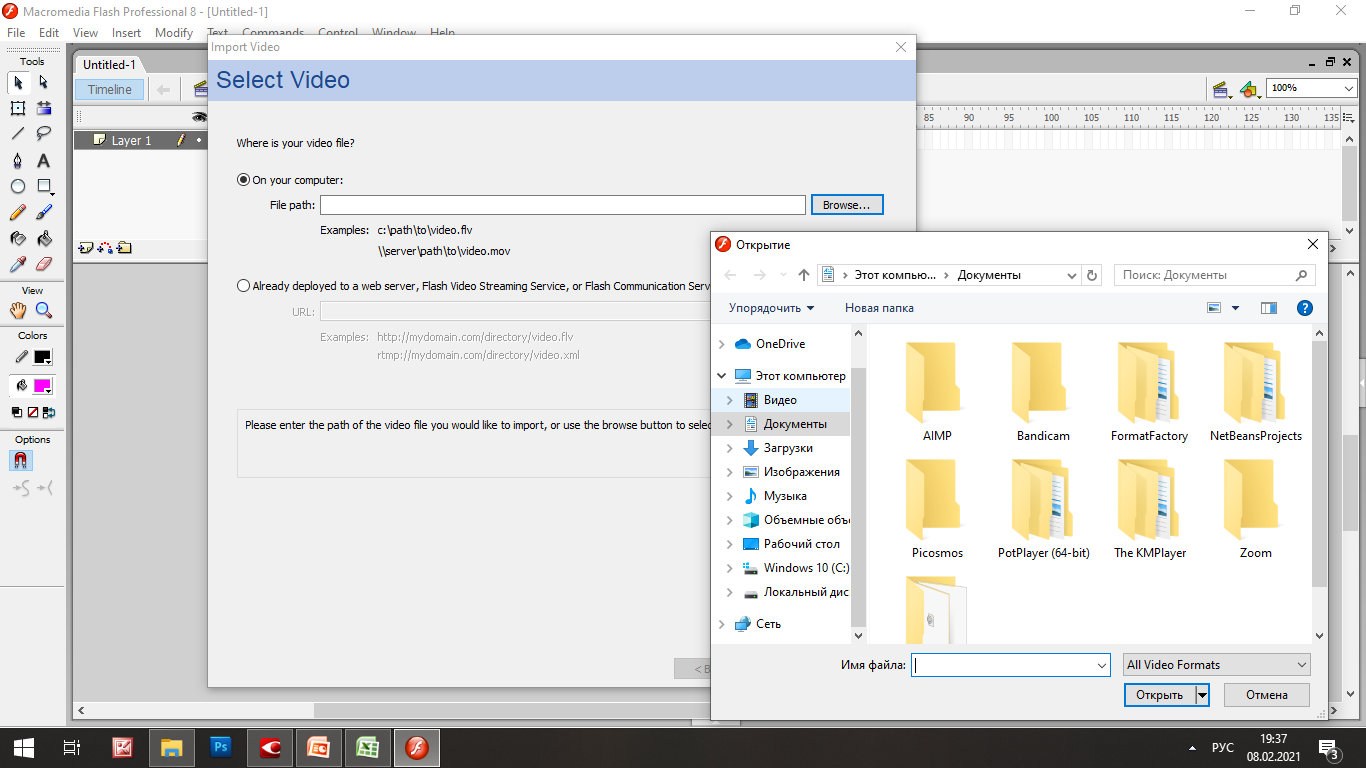 Macromedia Flash Professional 8 - [Untitled-1]
File Edit View Insert Modify Text Commands Control Window Help
Tools
View
Colors
Options
Untitled-1
Timeline
100%
Layer 1
85 90 95 100 105 110 115 120 125 130 135
Import Video
Select Video
Where is your video file?
On your computer:
File path:
Browse...
Examples: c:\path\to\video.flv
\\server\path\to\video.mov
Already deployed to a web server, Flash Video Streaming Service, or Flash Communication Serv
URL:
Examples: http://mydomain.com/directory/video.flv
rtmp://mydomain.com/directory/video.xml
Please enter the path of the video file you would like to import, or use the browse button to selec
< B
Открытие
Этот компью... Документы
Поиск: Документы
Упорядочить Новая папка
OneDrive
Этот компьютер
Видео
Документы
Загрузки
Изображения
Музыка
Объемные объ
Рабочий стол
Windows 10 (C:)
Локальный дис
Сеть
AIMP Bandicam FormatFactory NetBeansProjects
Picosmos PotPlayer (64-bit) The KMPlayer Zoom
Имя файла:
All Video Formats
Открыть Отмена
Ps
РУС
19:37
08.02.2021
3